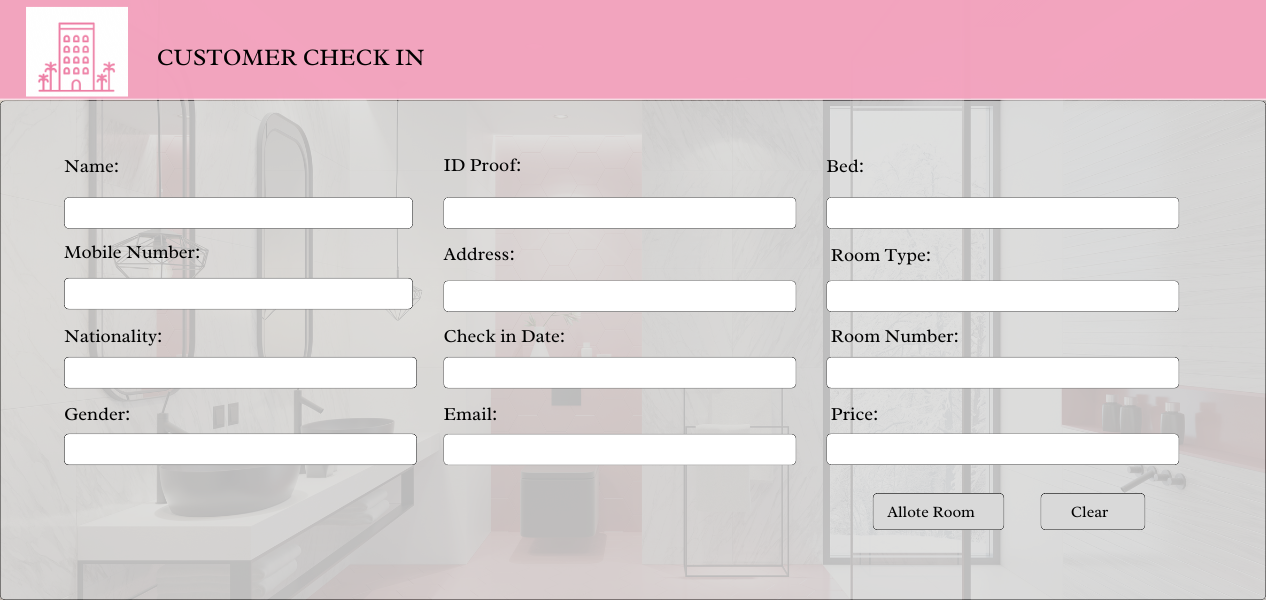 CUSTOMER CHECK IN
Name:
ID Proof:
Bed:
Mobile Number:
Address:
Room Type:
Nationality:
Check in Date:
Room Number:
Gender:
Email:
Price:
Allote Room
Clear